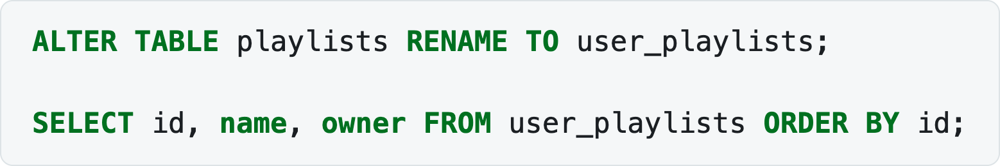 ALTER TABLE playlists RENAME TO user_playlists;
SELECT id, name, owner FROM user_playlists ORDER BY id;